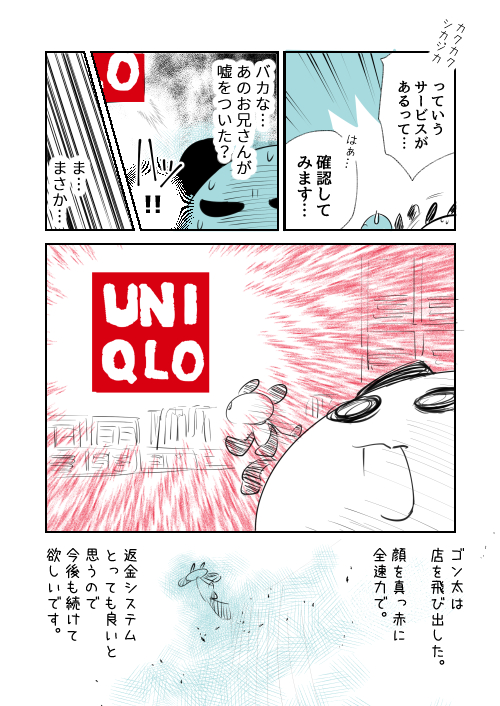 カクカク
シカジカ
っていう
サービスが
あるって…
はぁ…
確認して
みます…
バカな…
あのお兄さんが
嘘をついた?
O
!!
ま…
まさか…
UNI
QLO
ゴン太は
店を飛び出した。
顔を真っ赤に
全速力で。
返金システム
とっても良いと
思うので
今後も続けて
欲しいです。